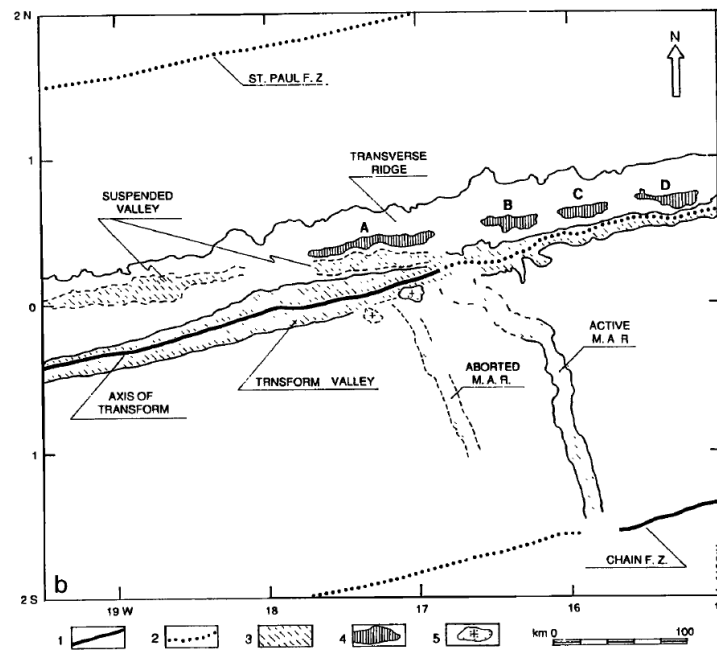 2 N
ST. PAUL F. Z
N
1
TRANSVERSE
RIDGE
SUSPENDED
VALLEY
A
B
C
D
0
ACTIVE
M. A R
ABORTED
M. A. R.
AXIS OF
TRANSFORM
TRNSFORM VALLEY
1
CHAIN F. Z.
b
2 S
19 W
18
17
16
1
2
3
4
5
km 0
100